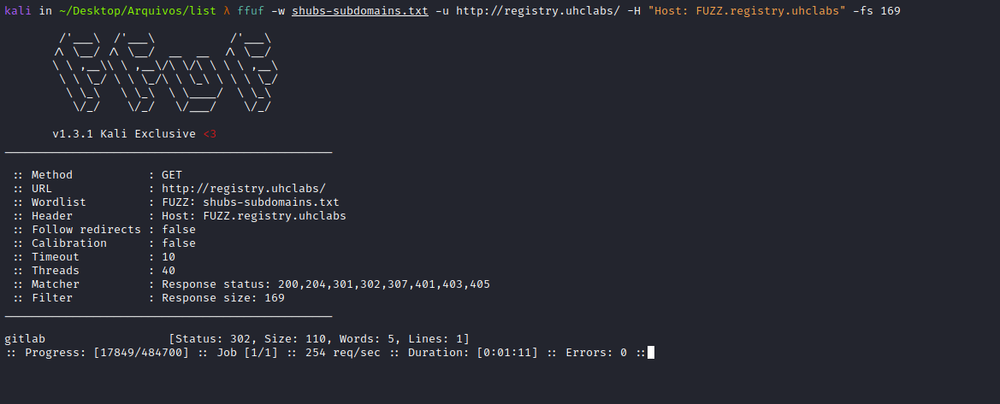 kali in ~/Desktop/Arquivos/list λ ffuf -w shubs-subdomains.txt -u http://registry.uhclabs/ -H "Host: FUZZ.registry.uhclabs" -fs 169
        /'___\  /'___\           /'___\
       /\ \__/ /\ \__/  __  __  /\ \__/
       \ \ ,__\\ \ ,__\/\ \/\ \ \ \ ,__\
        \ \ \_/ \ \ \_/\ \ \_\ \ \ \ \_/
         \ \_\   \ \_\  \ \____/  \ \_\
          \/_/    \/_/   \/___/    \/_/
v1.3.1 Kali Exclusive <3
________________________________________________
:: Method           : GET
:: URL              : http://registry.uhclabs/
:: Wordlist         : FUZZ: shubs-subdomains.txt
:: Header           : Host: FUZZ.registry.uhclabs
:: Follow redirects : false
:: Calibration      : false
:: Timeout          : 10
:: Threads          : 40
:: Matcher          : Response status: 200,204,301,302,307,401,403,405
:: Filter           : Response size: 169
________________________________________________
gitlab                  [Status: 302, Size: 110, Words: 5, Lines: 1]
:: Progress: [17849/484700] :: Job [1/1] :: 254 req/sec :: Duration: [0:01:11] :: Errors: 0 ::